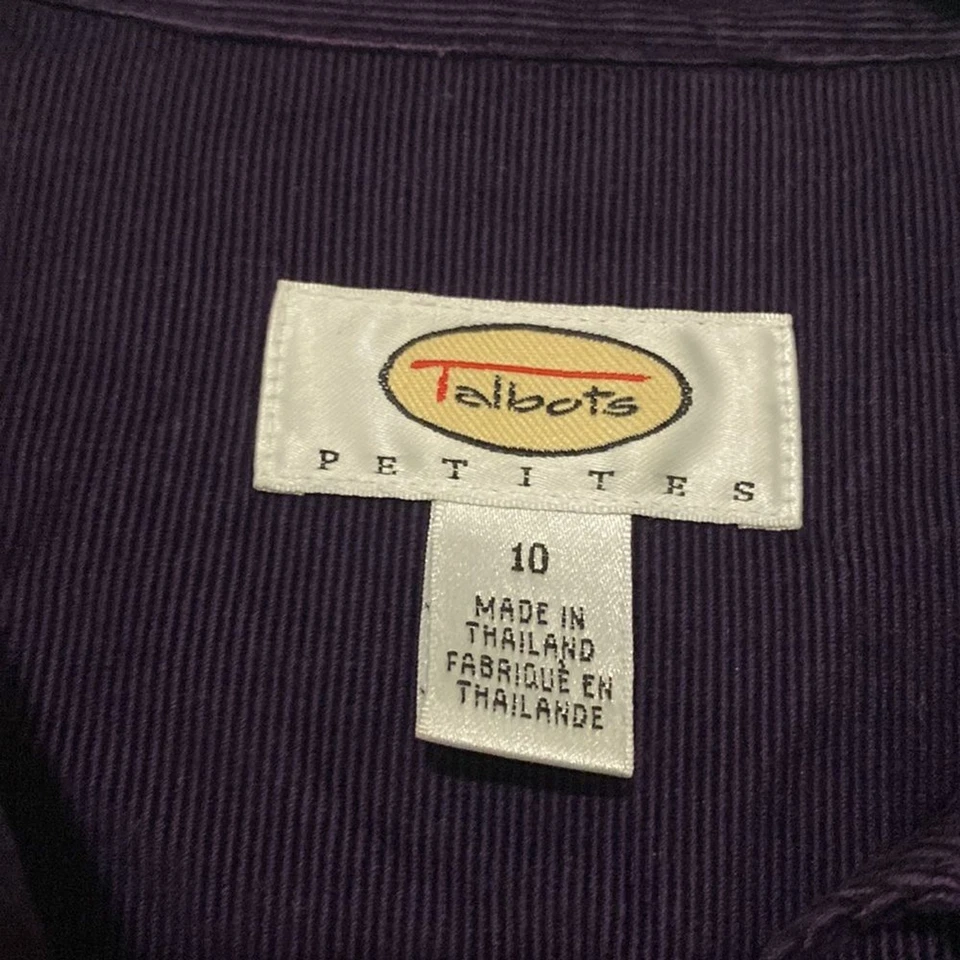 Talbots
PETITES
10
MADE IN
THAILAND
FABRIQUÈ EN
THAILANDE